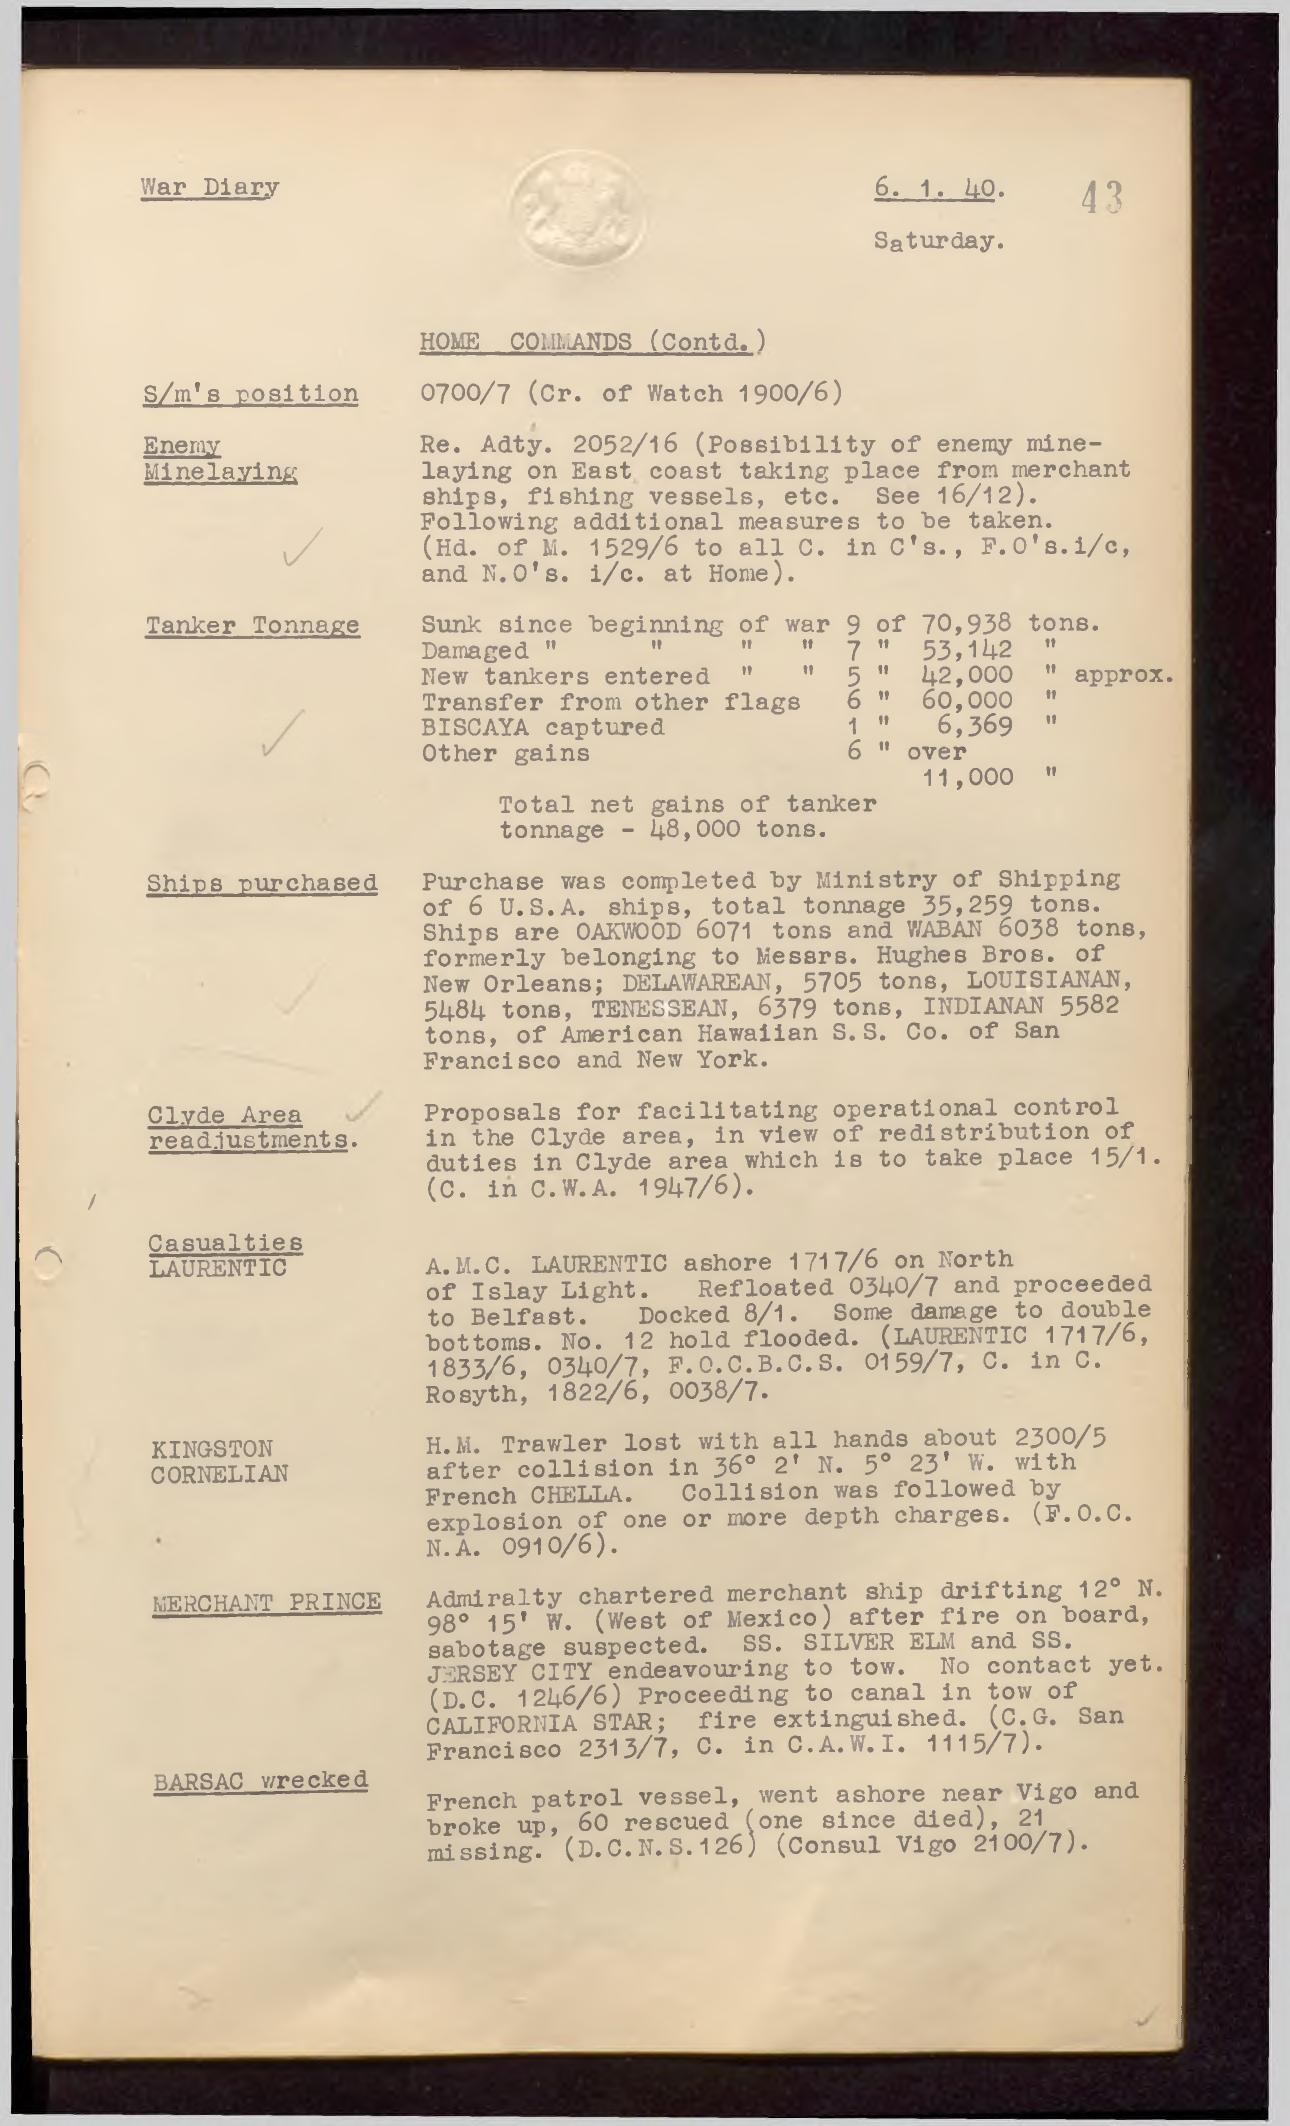 War Diary
6. 1. 40.
43
Saturday.
HOME COMMANDS (Contd.)
S/m's position 0700/7 (Cr. of Watch 1900/6)
Enemy Re. Adty. 2052/16 (Possibility of enemy mine-
Minelaying laying on East coast taking place from merchant
ships, fishing vessels, etc. See 16/12).
Following additional measures to be taken.
(Hd. of M. 1529/6 to all C. in C's., F.O's.i/c,
and N.O's. i/c. at Home).
Tanker Tonnage Sunk since beginning of war 9 of 70,938 tons.
Damaged " " " " 7 " 53,142 "
New tankers entered " " 5 " 42,000 " approx.
Transfer from other flags 6 " 60,000 "
BISCAYA captured 1 " 6,369 "
Other gains 6 " over
11,000 "
Total net gains of tanker
tonnage - 48,000 tons.
Ships purchased Purchase was completed by Ministry of Shipping
of 6 U.S.A. ships, total tonnage 35,259 tons.
Ships are OAKWOOD 6071 tons and WABAN 6038 tons,
formerly belonging to Messrs. Hughes Bros. of
New Orleans; DELAWAREAN, 5705 tons, LOUISIANAN,
5484 tons, TENESSEAN, 6379 tons, INDIANAN 5582
tons, of American Hawaiian S.S. Co. of San
Francisco and New York.
Clyde Area Proposals for facilitating operational control
readjustments. in the Clyde area, in view of redistribution of
duties in Clyde area which is to take place 15/1.
(C. in C.W.A. 1947/6).
Casualties
LAURENTIC A.M.C. LAURENTIC ashore 1717/6 on North
of Islay Light. Refloated 0340/7 and proceeded
to Belfast. Docked 8/1. Some damage to double
bottoms. No. 12 hold flooded. (LAURENTIC 1717/6,
1833/6, 0340/7, F.O.C.B.C.S. 0159/7, C. in C.
Rosyth, 1822/6, 0038/7.
KINGSTON H.M. Trawler lost with all hands about 2300/5
CORNELIAN after collision in 36° 2' N. 5° 23' W. with
French CHELLA. Collision was followed by
explosion of one or more depth charges. (F.O.C.
N.A. 0910/6).
MERCHANT PRINCE Admiralty chartered merchant ship drifting 12° N.
98° 15' W. (West of Mexico) after fire on board,
sabotage suspected. SS. SILVER ELM and SS.
JERSEY CITY endeavouring to tow. No contact yet.
(D.C. 1246/6) Proceeding to canal in tow of
CALIFORNIA STAR; fire extinguished. (C.G. San
Francisco 2313/7, C. in C.A.W.I. 1115/7).
BARSAC wrecked
French patrol vessel, went ashore near Vigo and
broke up, 60 rescued (one since died), 21
missing. (D.C.N.S.126) (Consul Vigo 2100/7).